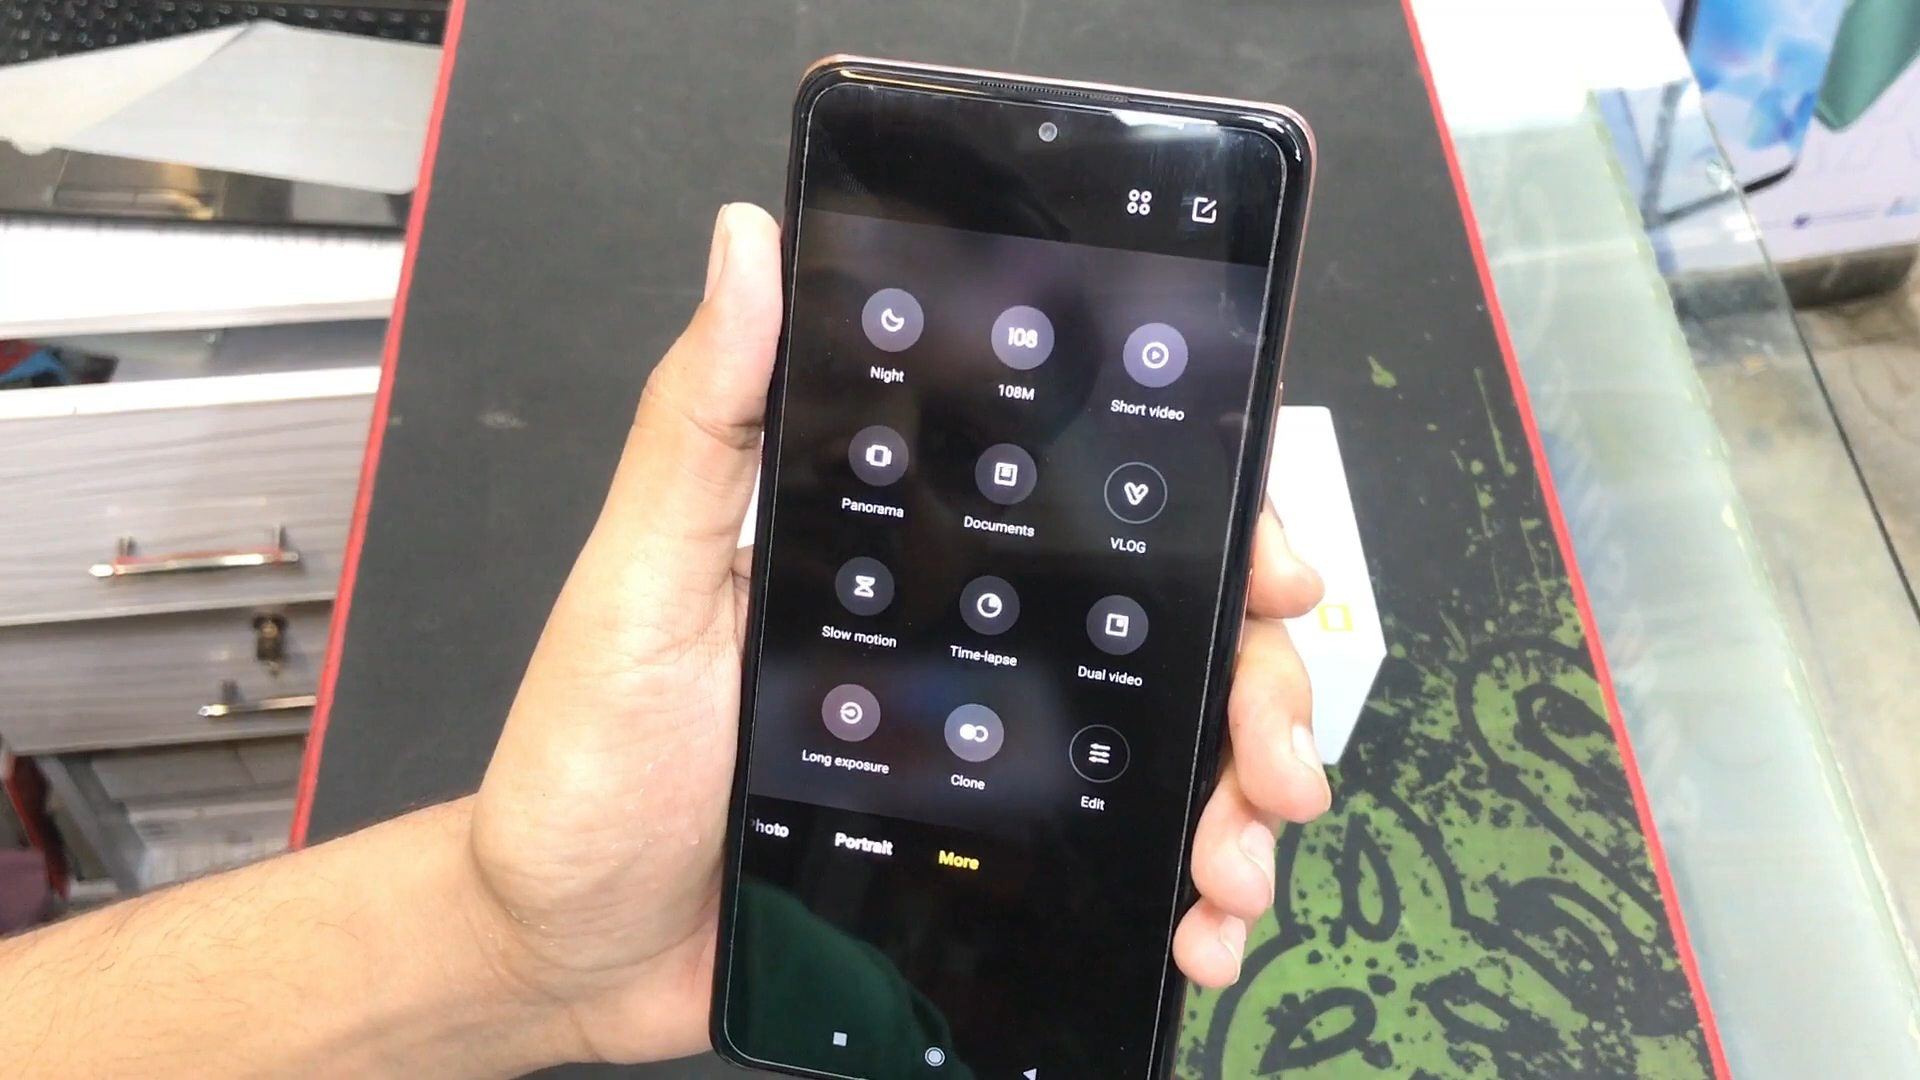 108
Night
108M
Short video
Panorama
Documents
VLOG
Slow motion
Time-lapse
Dual video
Long exposure
Clone
Edit
Photo
Portrait
More